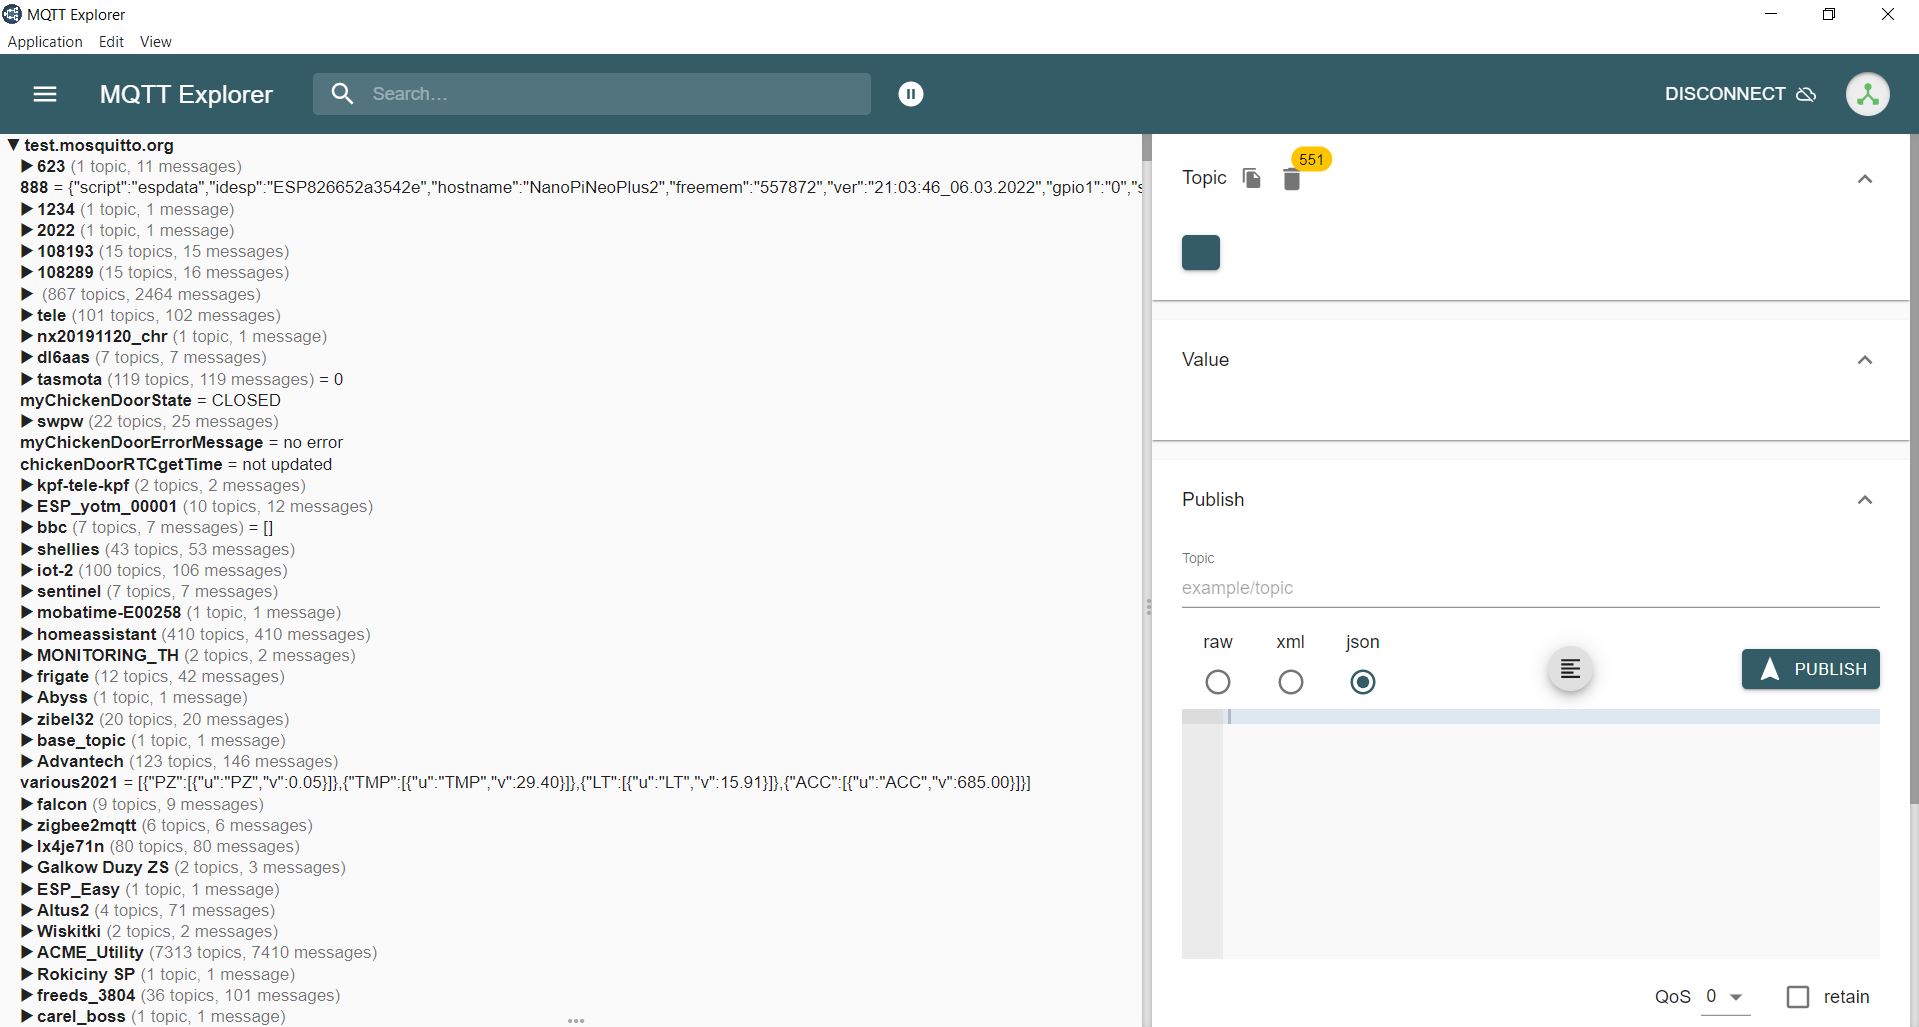 MQTT Explorer
Application Edit View
MQTT Explorer
Search...
DISCONNECT
test.mosquitto.org
623 (1 topic, 11 messages)
888 = {"script":"espdata","idesp":"ESP826652a3542e","hostname":"NanoPiNeoPlus2","freemem":"557872","ver":"21:03:46_06.03.2022","gpio1":"0","s
1234 (1 topic, 1 message)
2022 (1 topic, 1 message)
108193 (15 topics, 15 messages)
108289 (15 topics, 16 messages)
(867 topics, 2464 messages)
tele (101 topics, 102 messages)
nx20191120_chr (1 topic, 1 message)
dl6aas (7 topics, 7 messages)
tasmota (119 topics, 119 messages) = 0
myChickenDoorState = CLOSED
swpw (22 topics, 25 messages)
myChickenDoorErrorMessage = no error
chickenDoorRTCgetTime = not updated
kpf-tele-kpf (2 topics, 2 messages)
ESP_yotm_00001 (10 topics, 12 messages)
bbc (7 topics, 7 messages) = []
shellies (43 topics, 53 messages)
iot-2 (100 topics, 106 messages)
sentinel (7 topics, 7 messages)
mobatime-E00258 (1 topic, 1 message)
homeassistant (410 topics, 410 messages)
MONITORING_TH (2 topics, 2 messages)
frigate (12 topics, 42 messages)
Abyss (1 topic, 1 message)
zibel32 (20 topics, 20 messages)
base_topic (1 topic, 1 message)
Advantech (123 topics, 146 messages)
various2021 = [{"PZ":[{"u":"PZ","v":0.05}]},{"TMP":[{"u":"TMP","v":29.40}]},{"LT":[{"u":"LT","v":15.91}]},{"ACC":[{"u":"ACC","v":685.00}]}]
falcon (9 topics, 9 messages)
zigbee2mqtt (6 topics, 6 messages)
lx4je71n (80 topics, 80 messages)
Galkow Duzy ZS (2 topics, 3 messages)
ESP_Easy (1 topic, 1 message)
Altus2 (4 topics, 71 messages)
Wiskitki (2 topics, 2 messages)
ACME_Utility (7313 topics, 7410 messages)
Rokiciny SP (1 topic, 1 message)
freeds_3804 (36 topics, 101 messages)
carel_boss (1 topic, 1 message)
Topic 551
Value
Publish
Topic
example/topic
raw xml json
PUBLISH
QoS 0 retain